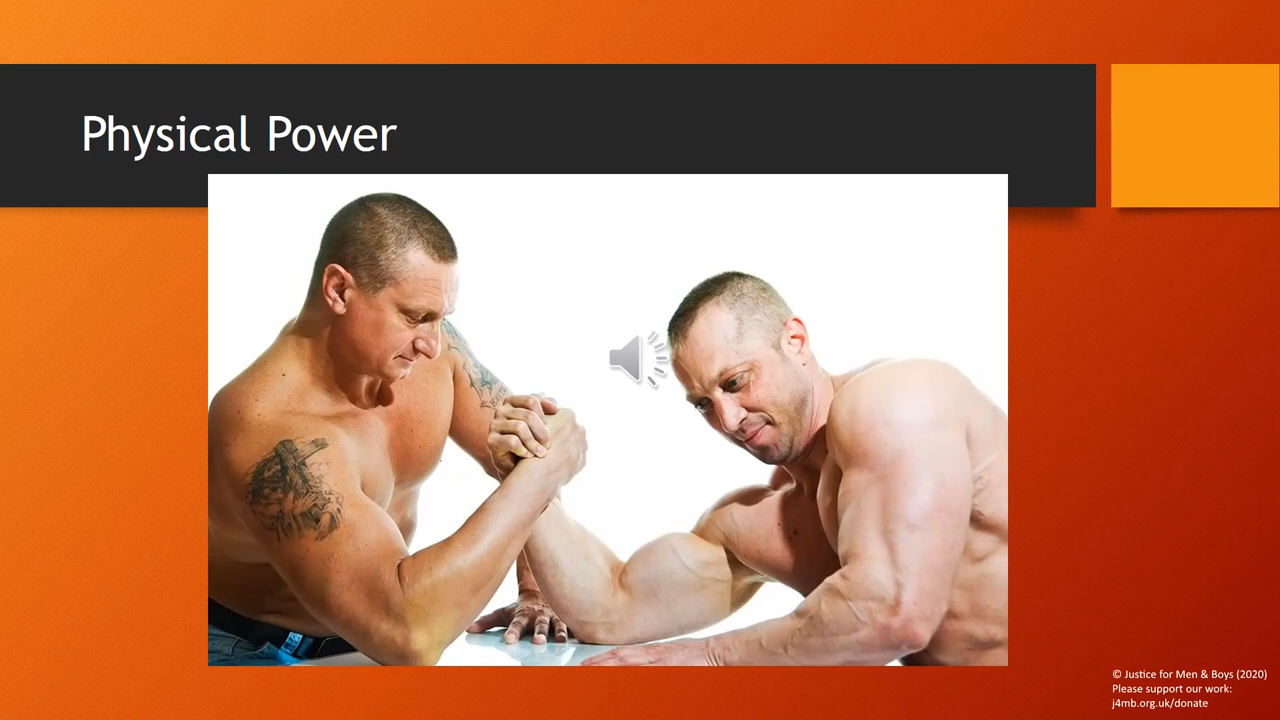 Physical Power
© Justice for Men & Boys (2020)
Please support our work:
j4mb.org.uk/donate